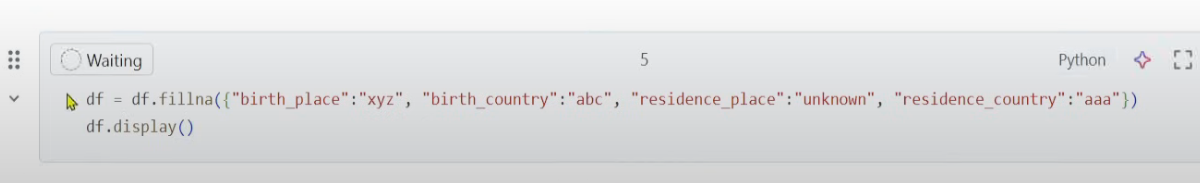 Waiting
5
Python
df = df.fillna({"birth_place":"xyz", "birth_country":"abc", "residence_place":"unknown", "residence_country":"aaa"})
df.display()